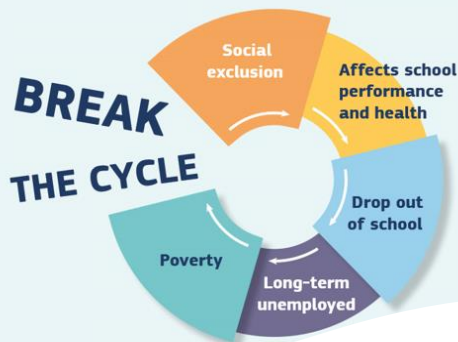 BREAK
THE CYCLE
Social
exclusion
Affects school
performance
and health
Drop out
of school
Long-term
unemployed
Poverty